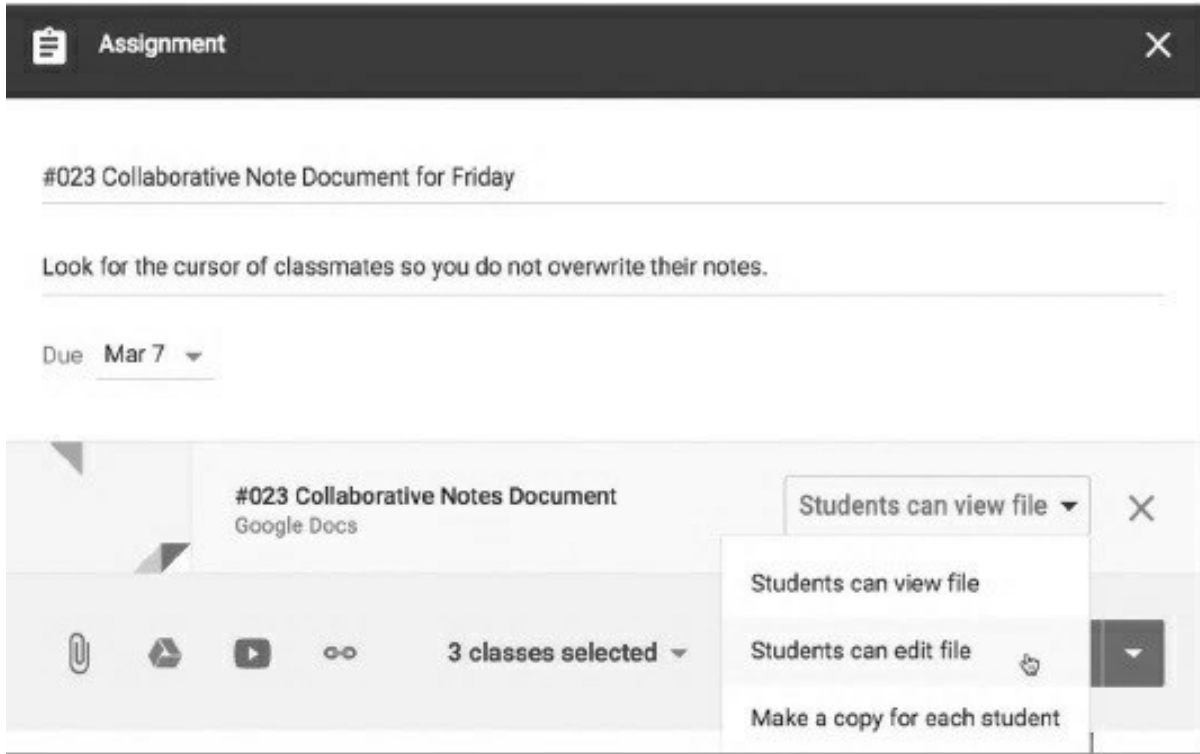 Assignment
#023 Collaborative Note Document for Friday
Look for the cursor of classmates so you do not overwrite their notes.
Due Mar 7
#023 Collaborative Notes Document
Google Docs
Students can view file
Students can view file
3 classes selected
Students can edit file
Make a copy for each student